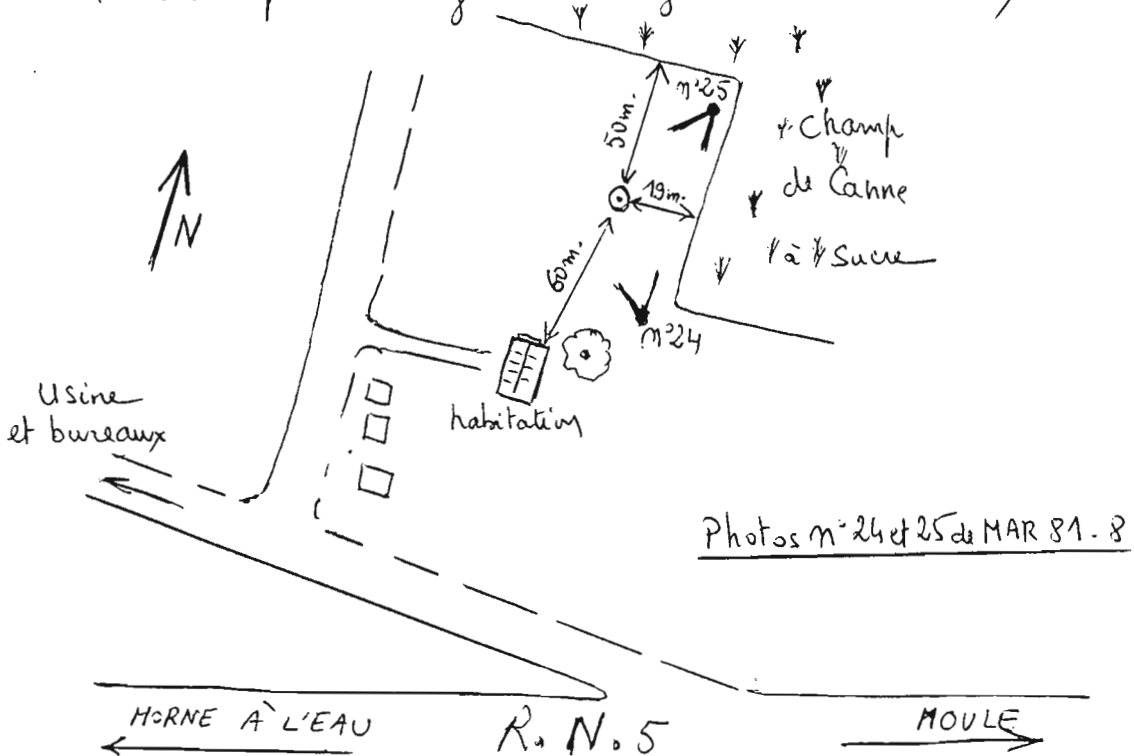 n°25
50m.
champ
19m.
de Canne
N
à Sucre
60m.
n°24
Usine
et bureaux
habitation
Photos n° 24 et 25 de MAR 81-8
MORNE À L'EAU
R.N.5
MOULE